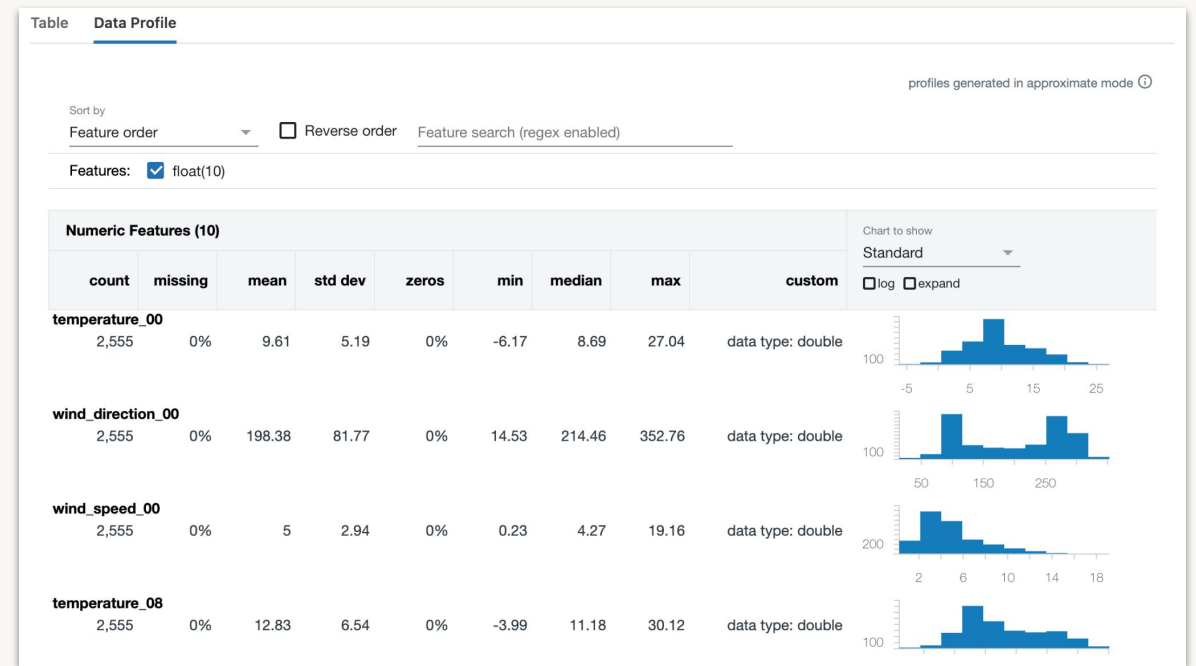 Table Data Profile
profiles generated in approximate mode
Sort by
Feature order
Reverse order
Feature search (regex enabled)
Features: float(10)
Numeric Features (10)
Chart to show
Standard
log expand
count missing mean std dev zeros min median max custom
temperature_00
2,555 0% 9.61 5.19 0% -6.17 8.69 27.04 data type: double
100
-5 5 15 25
wind_direction_00
2,555 0% 198.38 81.77 0% 14.53 214.46 352.76 data type: double
100
50 150 250
wind_speed_00
2,555 0% 5 2.94 0% 0.23 4.27 19.16 data type: double
200
2 6 10 14 18
temperature_08
2,555 0% 12.83 6.54 0% -3.99 11.18 30.12 data type: double
100